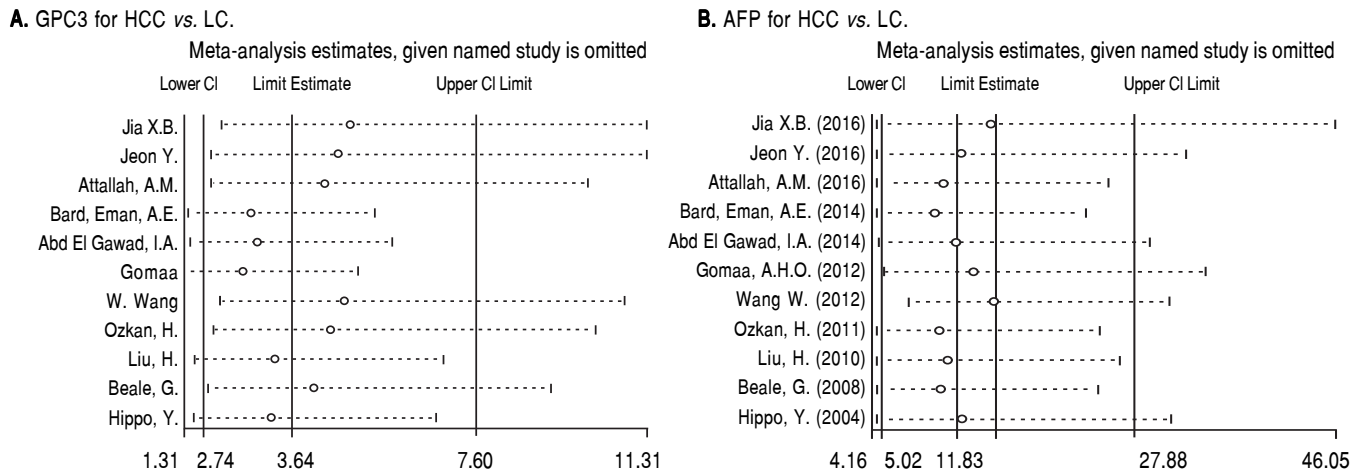 A. GPC3 for HCC vs. LC.
Meta-analysis estimates, given named study is omitted
Lower CI Limit Estimate Upper CI Limit
Jia X.B.
Jeon Y.
Attallah, A.M.
Bard, Eman, A.E.
Abd El Gawad, I.A.
Gomaa
W. Wang
Ozkan, H.
Liu, H.
Beale, G.
Hippo, Y.
1.31 2.74 3.64 7.60 11.31
B. AFP for HCC vs. LC.
Meta-analysis estimates, given named study is omitted
Lower CI Limit Estimate Upper CI Limit
Jia X.B. (2016)
Jeon Y. (2016)
Attallah, A.M. (2016)
Bard, Eman, A.E. (2014)
Abd El Gawad, I.A. (2014)
Gomaa, A.H.O. (2012)
Wang W. (2012)
Ozkan, H. (2011)
Liu, H. (2010)
Beale, G. (2008)
Hippo, Y. (2004)
4.16 5.02 11.83 27.88 46.05